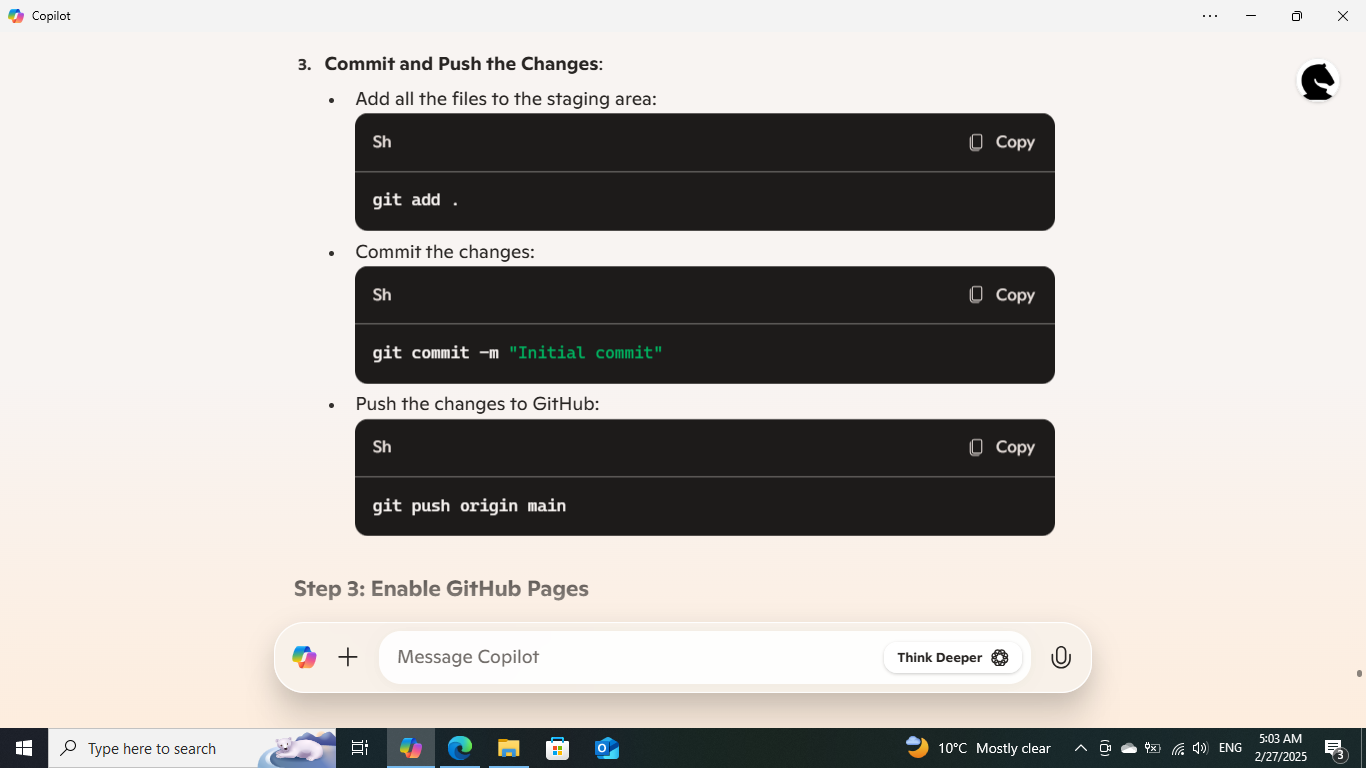 Copilot
3. Commit and Push the Changes:
• Add all the files to the staging area:
Sh
Copy
git add .
• Commit the changes:
Sh
Copy
git commit -m "Initial commit"
• Push the changes to GitHub:
Sh
Copy
git push origin main
Step 3: Enable GitHub Pages
Message Copilot
Think Deeper
Type here to search
10°C Mostly clear
ENG
5:03 AM
2/27/2025
3